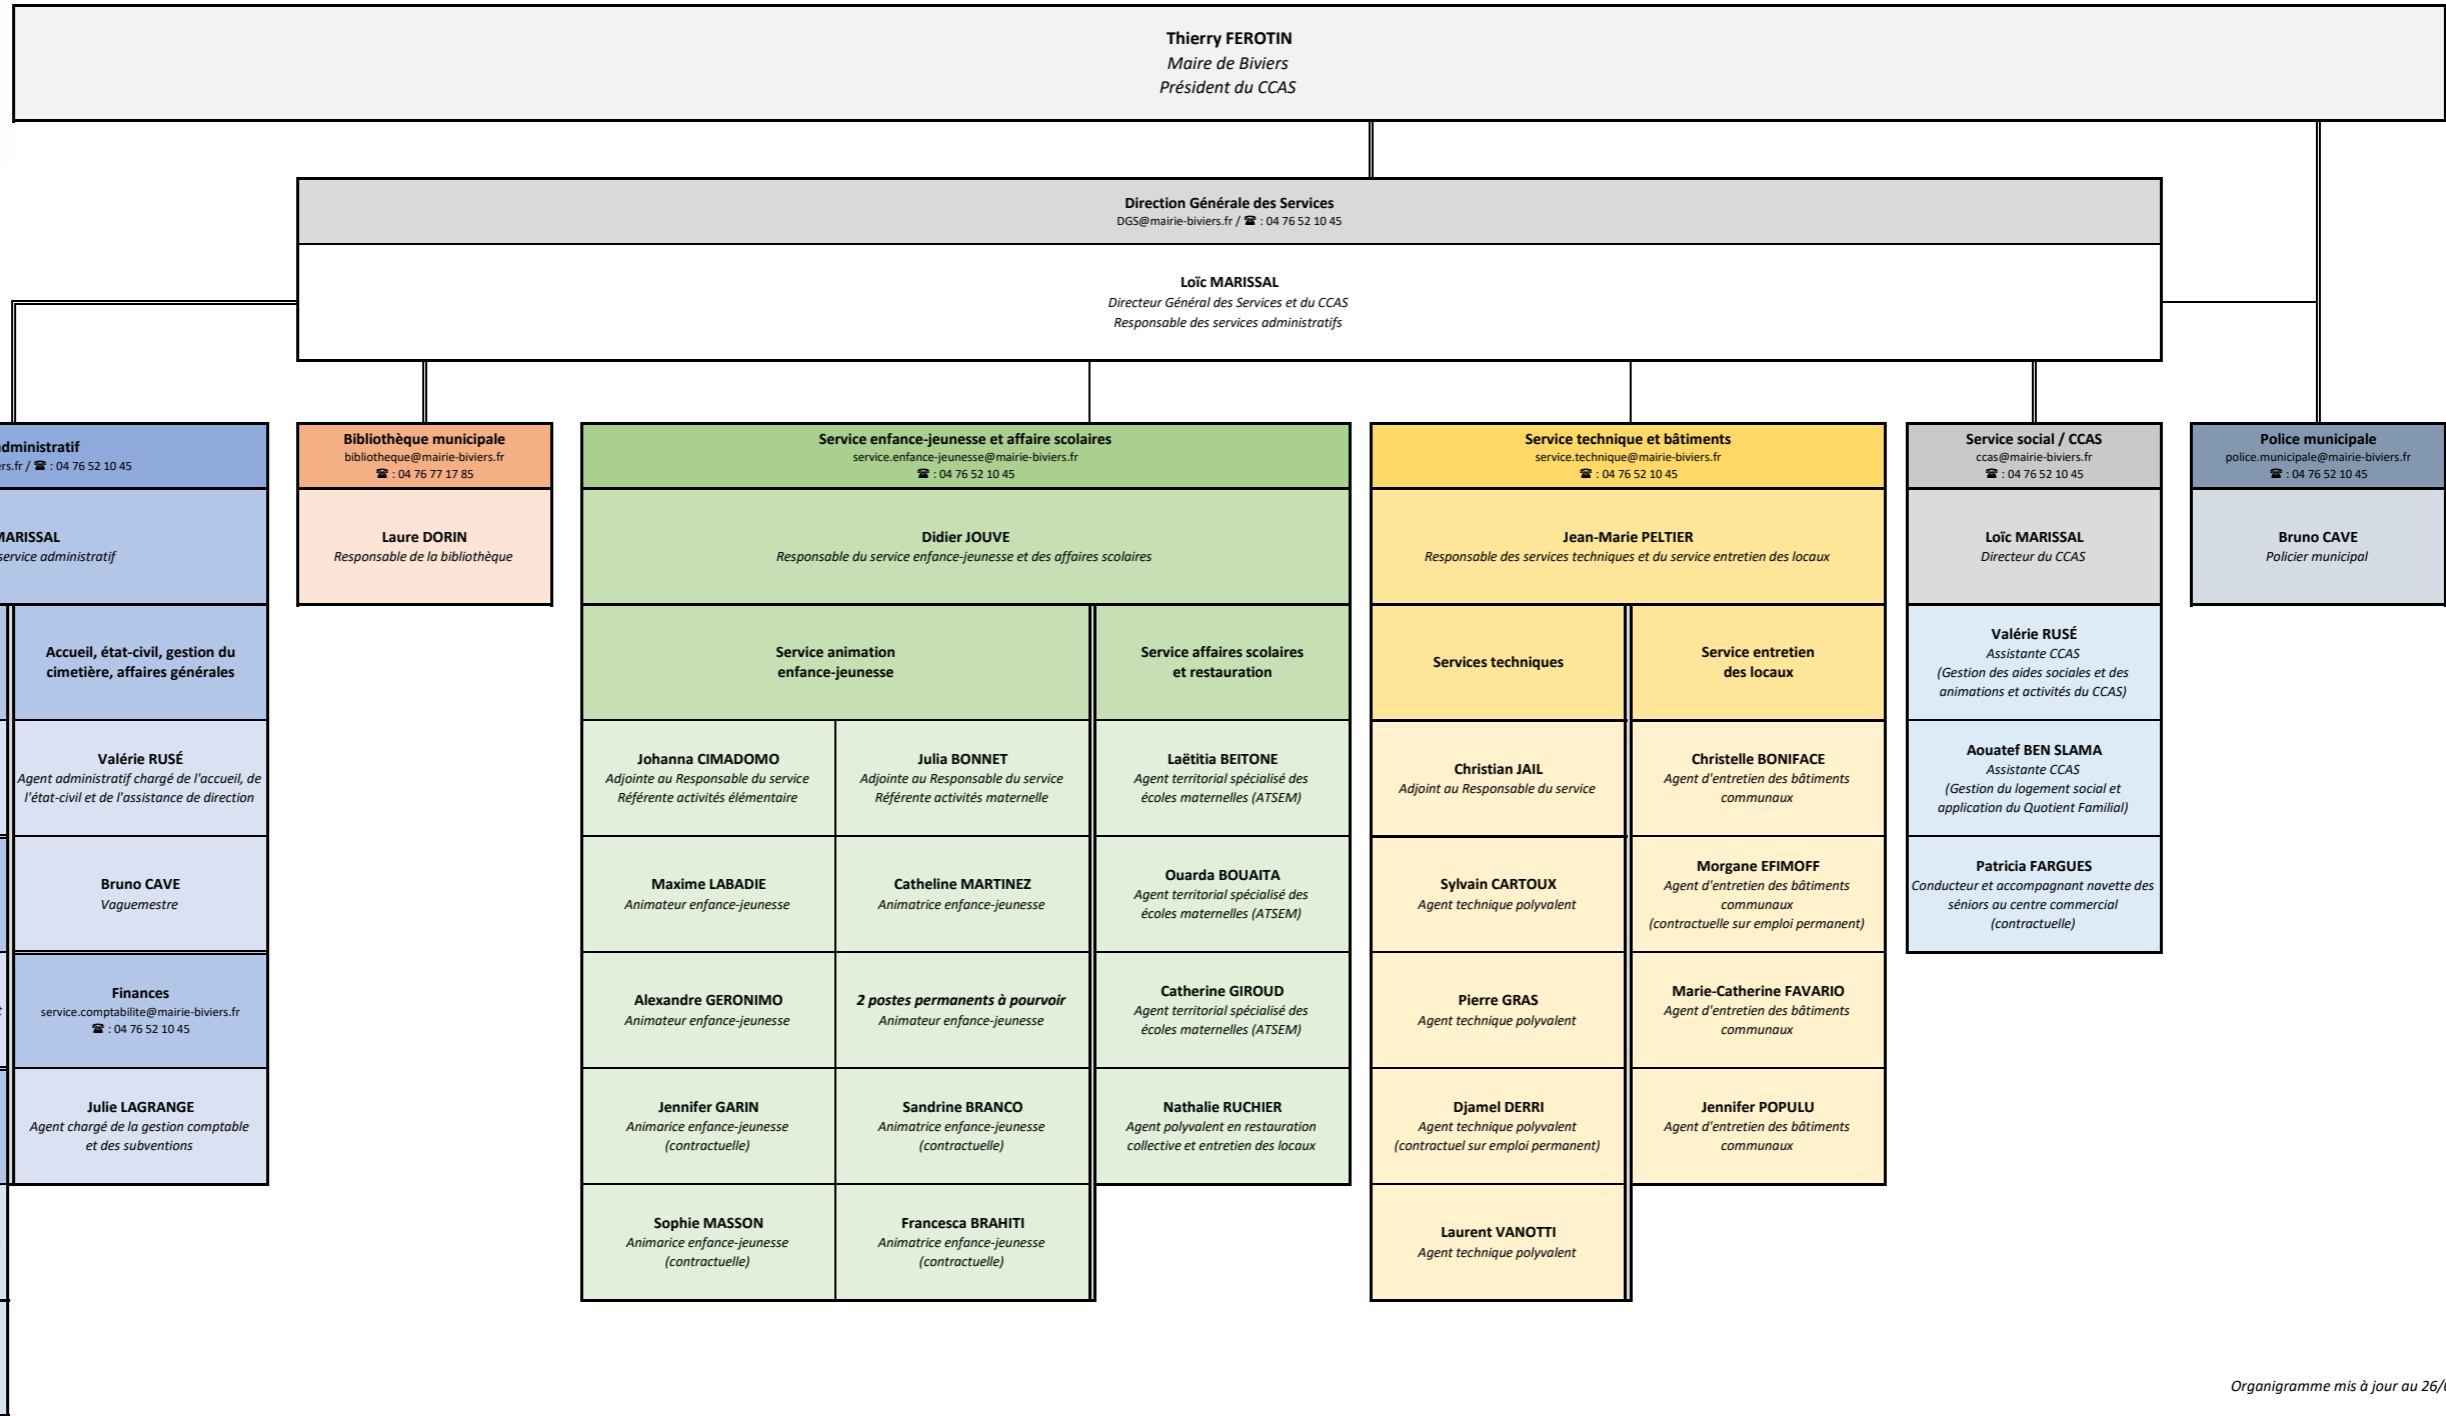 Thierry FEROTIN
Maire de Biviers
Président du CCAS
Direction Générale des Services
DGS@mairie-biviers.fr / ☎ : 04 76 52 10 45
Loïc MARISSAL
Directeur Général des Services et du CCAS
Responsable des services administratifs
administratif
ers.fr / ☎ : 04 76 52 10 45
MARISSAL
service administratif
Accueil, état-civil, gestion du
cimetière, affaires générales
Valérie RUSÉ
Agent administratif chargé de l'accueil, de
l'état-civil et de l'assistance de direction
Bruno CAVE
Vaguemestre
Finances
service.comptabilite@mairie-biviers.fr
☎ : 04 76 52 10 45
Julie LAGRANGE
Agent chargé de la gestion comptable
et des subventions
Bibliothèque municipale
bibliotheque@mairie-biviers.fr
☎ : 04 76 77 17 85
Laure DORIN
Responsable de la bibliothèque
Service enfance-jeunesse et affaire scolaires
service.enfance-jeunesse@mairie-biviers.fr
☎ : 04 76 52 10 45
Didier JOUVE
Responsable du service enfance-jeunesse et des affaires scolaires
Service animation
enfance-jeunesse
Johanna CIMADOMO
Adjointe au Responsable du service
Référente activités élémentaire
Julia BONNET
Adjointe au Responsable du service
Référente activités maternelle
Maxime LABADIE
Animateur enfance-jeunesse
Catheline MARTINEZ
Animatrice enfance-jeunesse
Alexandre GERONIMO
Animateur enfance-jeunesse
2 postes permanents à pourvoir
Animateur enfance-jeunesse
Jennifer GARIN
Animarice enfance-jeunesse
(contractuelle)
Sandrine BRANCO
Animatrice enfance-jeunesse
(contractuelle)
Sophie MASSON
Animarice enfance-jeunesse
(contractuelle)
Francesca BRAHITI
Animatrice enfance-jeunesse
(contractuelle)
Service affaires scolaires
et restauration
Laëtitia BEITONE
Agent territorial spécialisé des
écoles maternelles (ATSEM)
Ouarda BOUAITA
Agent territorial spécialisé des
écoles maternelles (ATSEM)
Catherine GIROUD
Agent territorial spécialisé des
écoles maternelles (ATSEM)
Nathalie RUCHIER
Agent polyvalent en restauration
collective et entretien des locaux
Service technique et bâtiments
service.technique@mairie-biviers.fr
☎ : 04 76 52 10 45
Jean-Marie PELTIER
Responsable des services techniques et du service entretien des locaux
Services techniques
Christian JAIL
Adjoint au Responsable du service
Sylvain CARTOUX
Agent technique polyvalent
Pierre GRAS
Agent technique polyvalent
Djamel DERRI
Agent technique polyvalent
(contractuel sur emploi permanent)
Laurent VANOTTI
Agent technique polyvalent
Service entretien
des locaux
Christelle BONIFACE
Agent d'entretien des bâtiments
communaux
Morgane EFIMOFF
Agent d'entretien des bâtiments
communaux
(contractuelle sur emploi permanent)
Marie-Catherine FAVARIO
Agent d'entretien des bâtiments
communaux
Jennifer POPULU
Agent d'entretien des bâtiments
communaux
Service social / CCAS
ccas@mairie-biviers.fr
☎ : 04 76 52 10 45
Loïc MARISSAL
Directeur du CCAS
Valérie RUSÉ
Assistante CCAS
(Gestion des aides sociales et des
animations et activités du CCAS)
Aouatef BEN SLAMA
Assistante CCAS
(Gestion du logement social et
application du Quotient Familial)
Patricia FARGUES
Conducteur et accompagnant navette des
séniors au centre commercial
(contractuelle)
Police municipale
police.municipale@mairie-biviers.fr
☎ : 04 76 52 10 45
Bruno CAVE
Policier municipal
Organigramme mis à jour au 26/